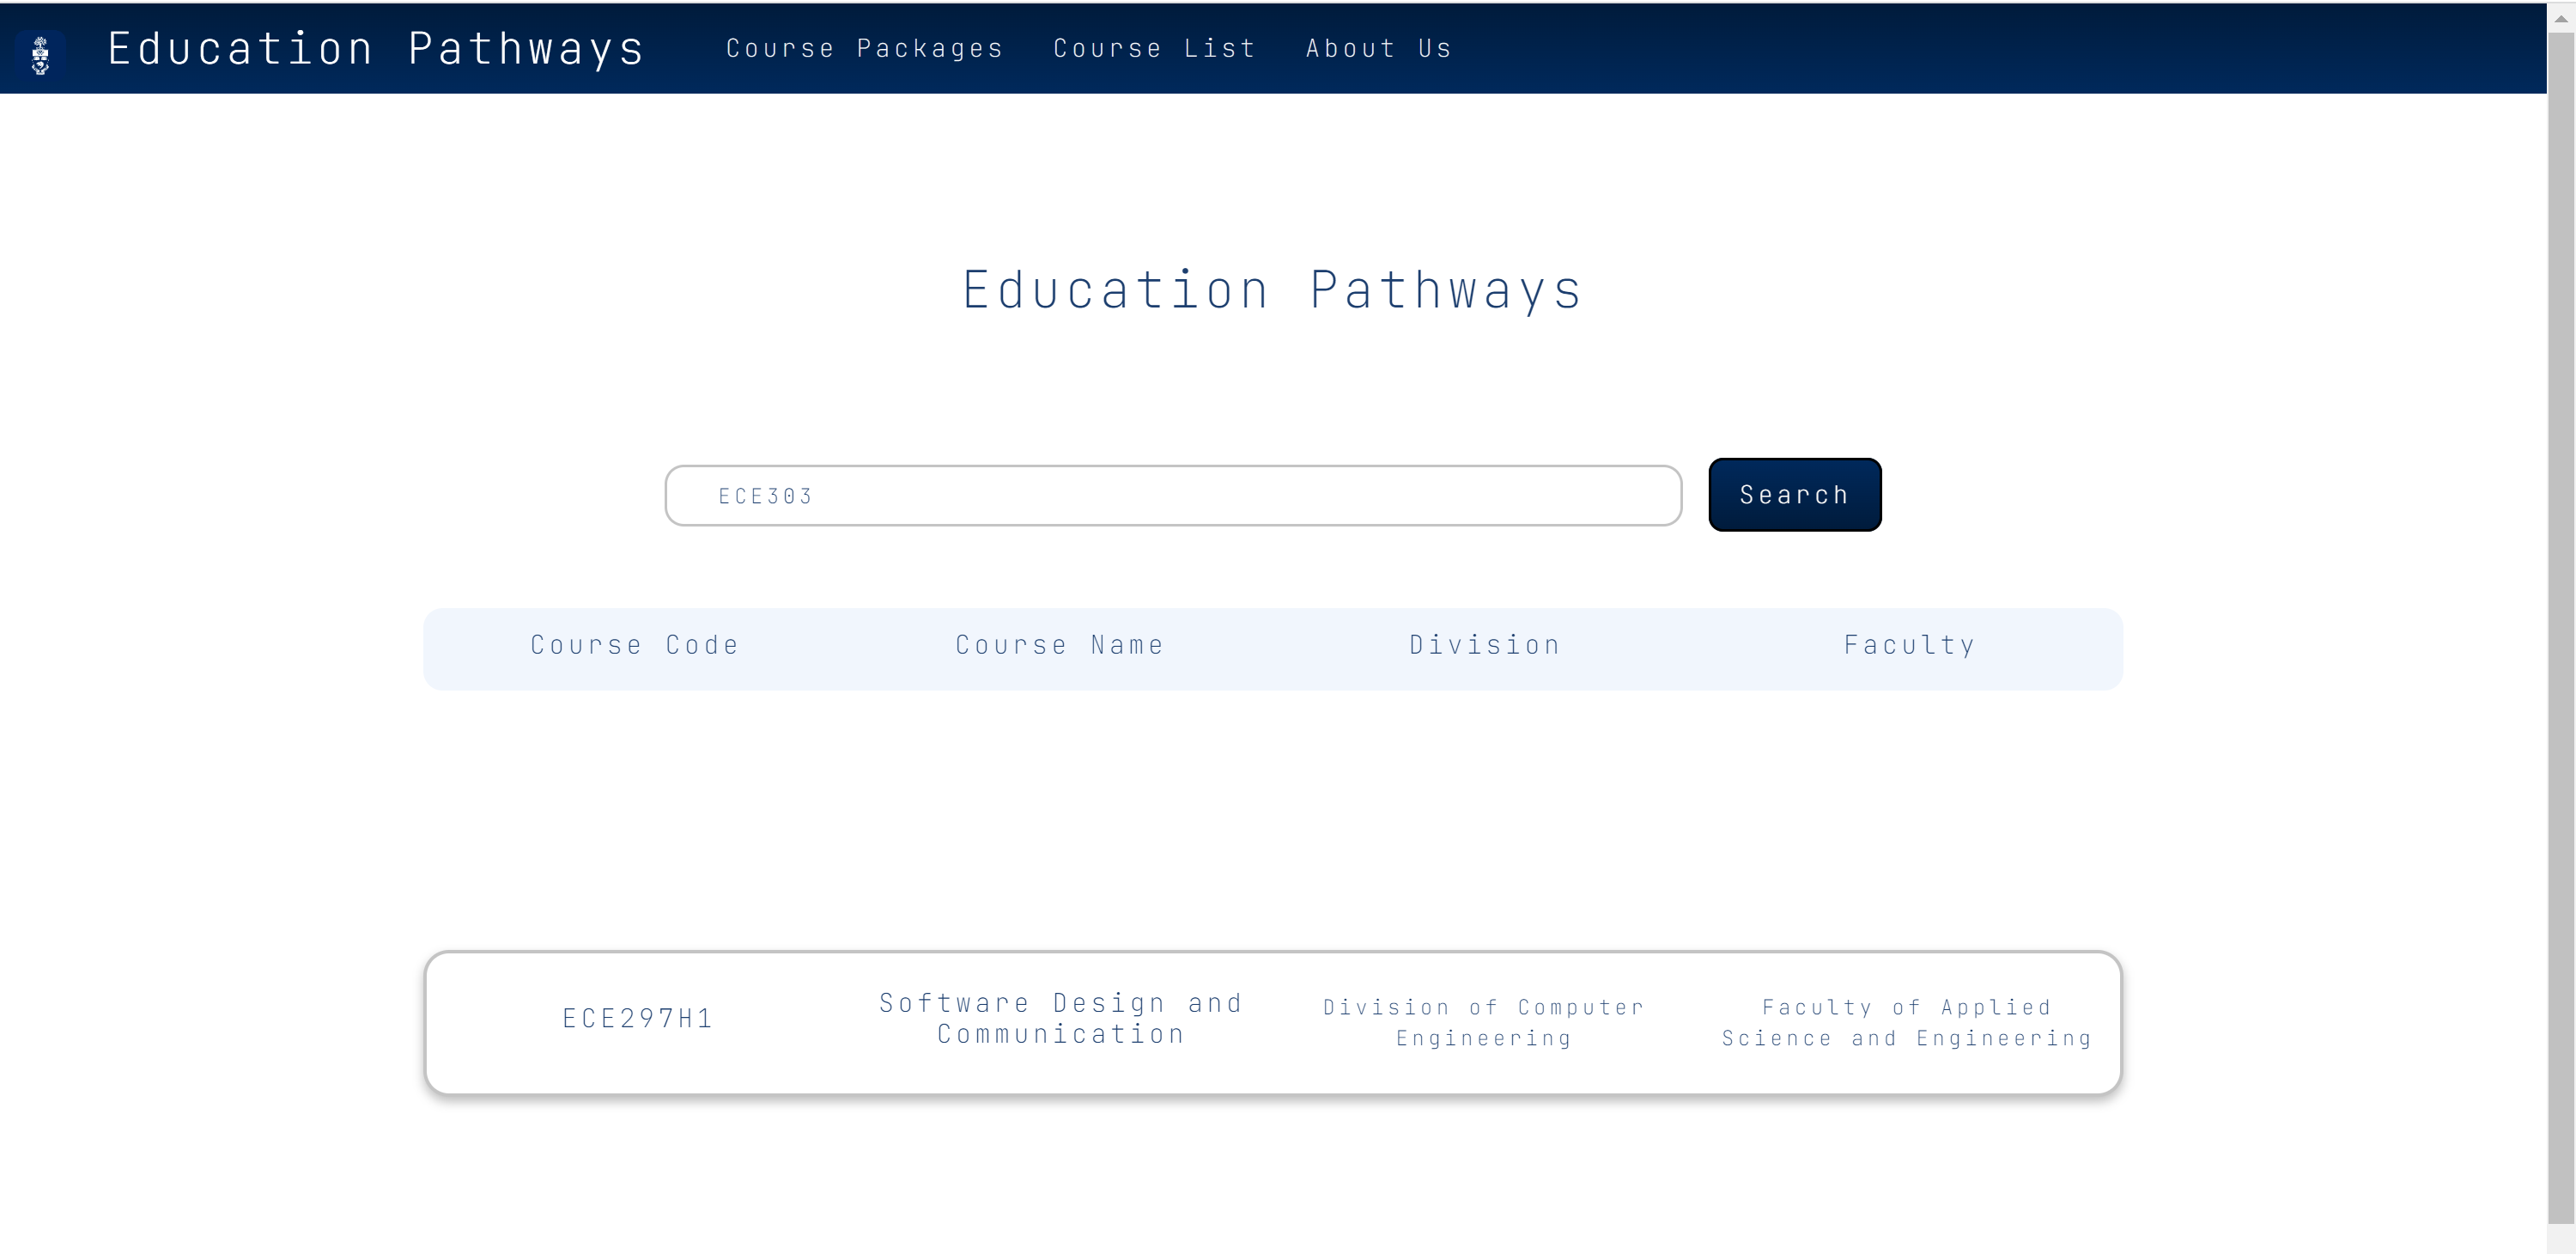 Education Pathways
Course Packages
Course List
About Us
Education Pathways
ECE303
Search
Course Code
Course Name
Division
Faculty
ECE297H1
Software Design and
Communication
Division of Computer
Engineering
Faculty of Applied
Science and Engineering